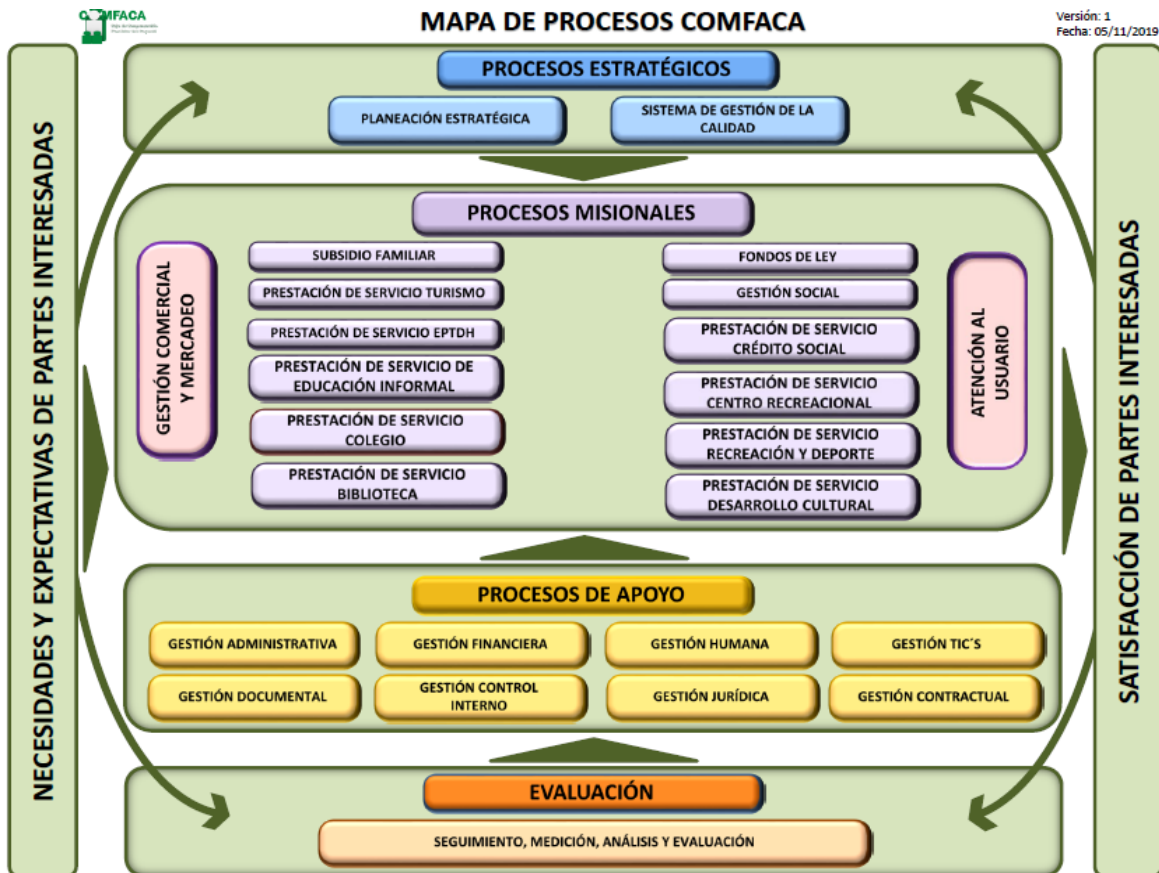 COMFACA
MAPA DE PROCESOS COMFACA
Versión: 1
Fecha: 05/11/2019
NECESIDADES Y EXPECTATIVAS DE PARTES INTERESADAS
PROCESOS ESTRATÉGICOS
PLANEACIÓN ESTRATÉGICA
SISTEMA DE GESTIÓN DE LA
CALIDAD
PROCESOS MISIONALES
GESTIÓN COMERCIAL
Y MERCADEO
SUBSIDIO FAMILIAR
PRESTACIÓN DE SERVICIO TURISMO
PRESTACIÓN DE SERVICIO EPTDH
PRESTACIÓN DE SERVICIO DE
EDUCACIÓN INFORMAL
PRESTACIÓN DE SERVICIO
COLEGIO
PRESTACIÓN DE SERVICIO
BIBLIOTECA
FONDOS DE LEY
GESTIÓN SOCIAL
PRESTACIÓN DE SERVICIO
CRÉDITO SOCIAL
PRESTACIÓN DE SERVICIO
CENTRO RECREACIONAL
PRESTACIÓN DE SERVICIO
RECREACIÓN Y DEPORTE
PRESTACIÓN DE SERVICIO
DESARROLLO CULTURAL
ATENCIÓN AL
USUARIO
PROCESOS DE APOYO
GESTIÓN ADMINISTRATIVA
GESTIÓN FINANCIERA
GESTIÓN HUMANA
GESTIÓN TIC´S
GESTIÓN DOCUMENTAL
GESTIÓN CONTROL
INTERNO
GESTIÓN JURÍDICA
GESTIÓN CONTRACTUAL
EVALUACIÓN
SEGUIMIENTO, MEDICIÓN, ANÁLISIS Y EVALUACIÓN
SATISFACCIÓN DE PARTES INTERESADAS